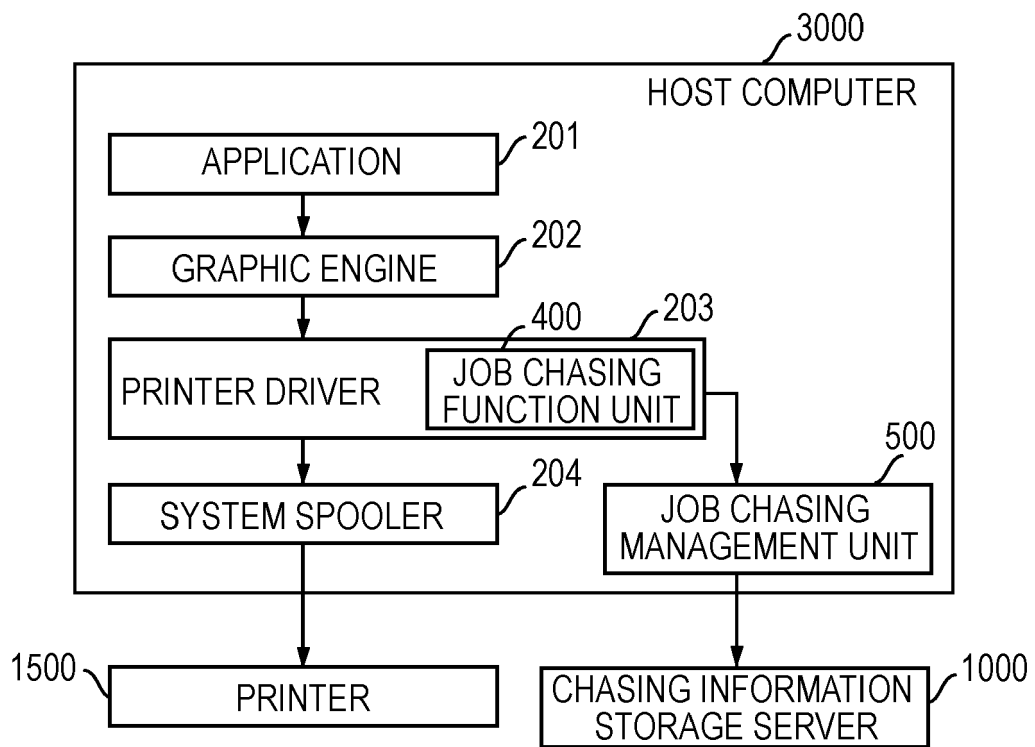 3000
HOST COMPUTER
201
APPLICATION
202
GRAPHIC ENGINE
203
400
PRINTER DRIVER
JOB CHASING
FUNCTION UNIT
500
204
SYSTEM SPOOLER
JOB CHASING
MANAGEMENT UNIT
1500
PRINTER
1000
CHASING INFORMATION
STORAGE SERVER